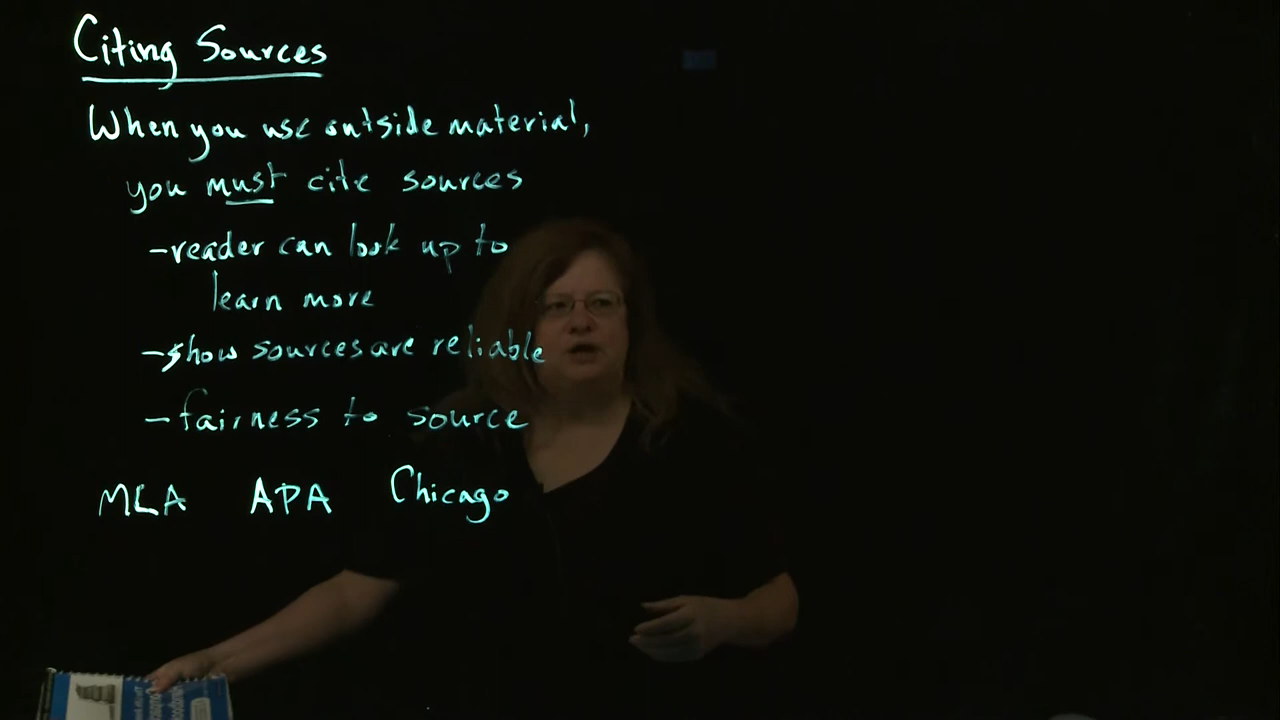 Citing Sources
When you use outside material,
you must cite sources
-reader can look up to
learn more
-show sources are reliable
-fairness to source
MLA APA Chicago